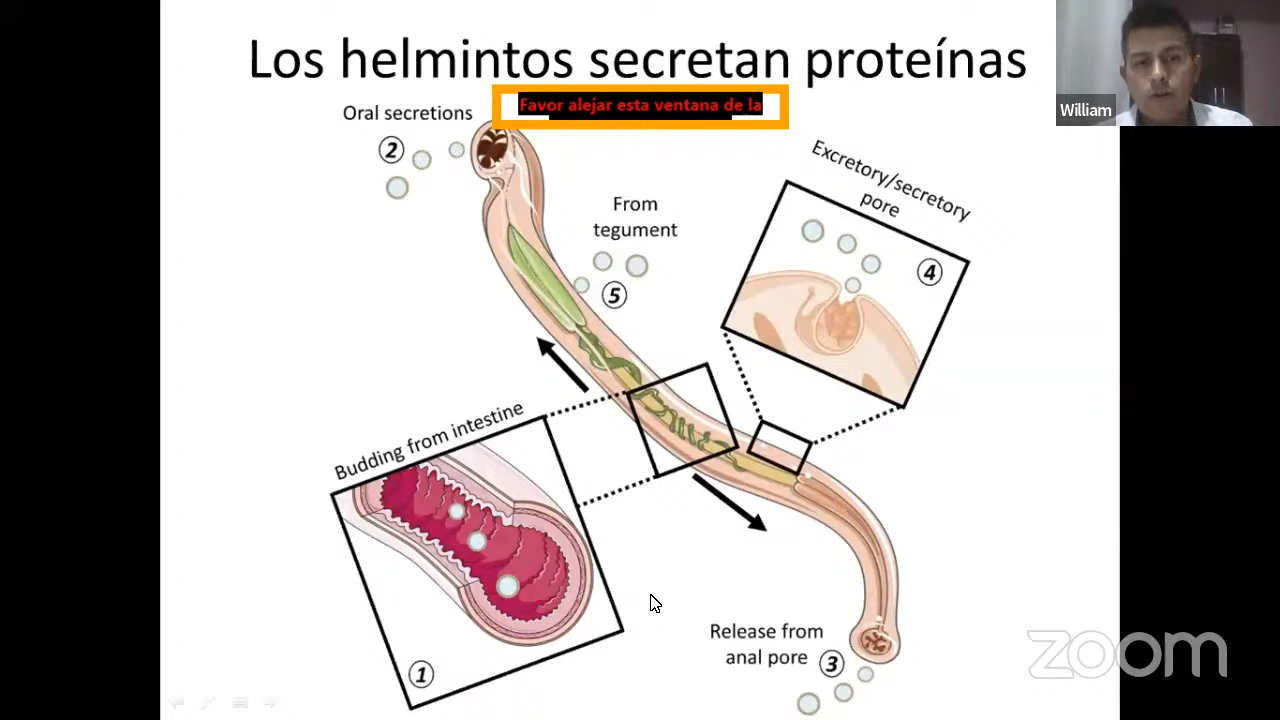 Los helmintos secretan proteínas
Favor alejar esta ventana de la
Oral secretions
2
From
tegument
5
Excretory/secretory
pore
4
Budding from intestine
1
Release from
anal pore
3
William
zoom